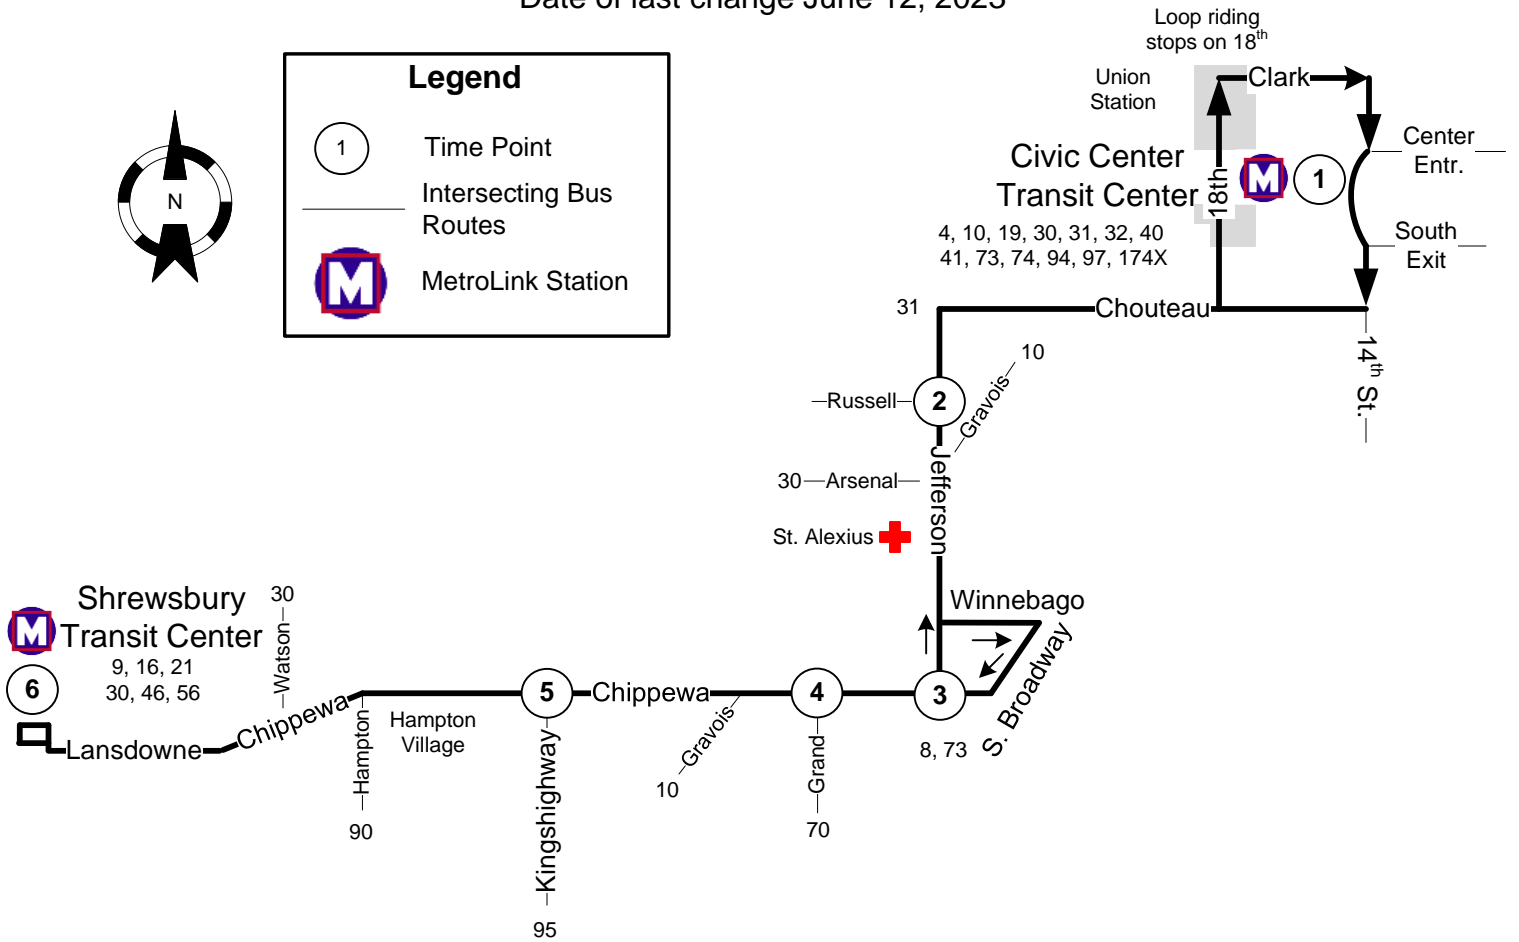 Date of last change June 12, 2023
Loop riding
stops on 18th
Legend
1 Time Point
Intersecting Bus
Routes
M MetroLink Station
N
Union
Station
Clark
Center
Entr.
Civic Center
Transit Center
18th
M
1
4, 10, 19, 30, 31, 32, 40
41, 73, 74, 94, 97, 174X
South
Exit
31
Chouteau
14th St.
10
Gravois
Russell
2
Jefferson
30 Arsenal
St. Alexius
Winnebago
S. Broadway
3
8, 73
Shrewsbury
Transit Center
M
9, 16, 21
30, 46, 56
6
30
Watson
Lansdowne
Chippewa
Hampton
90
Hampton
Village
5
Kingshighway
95
Chippewa
Gravois
10
4
Grand
70